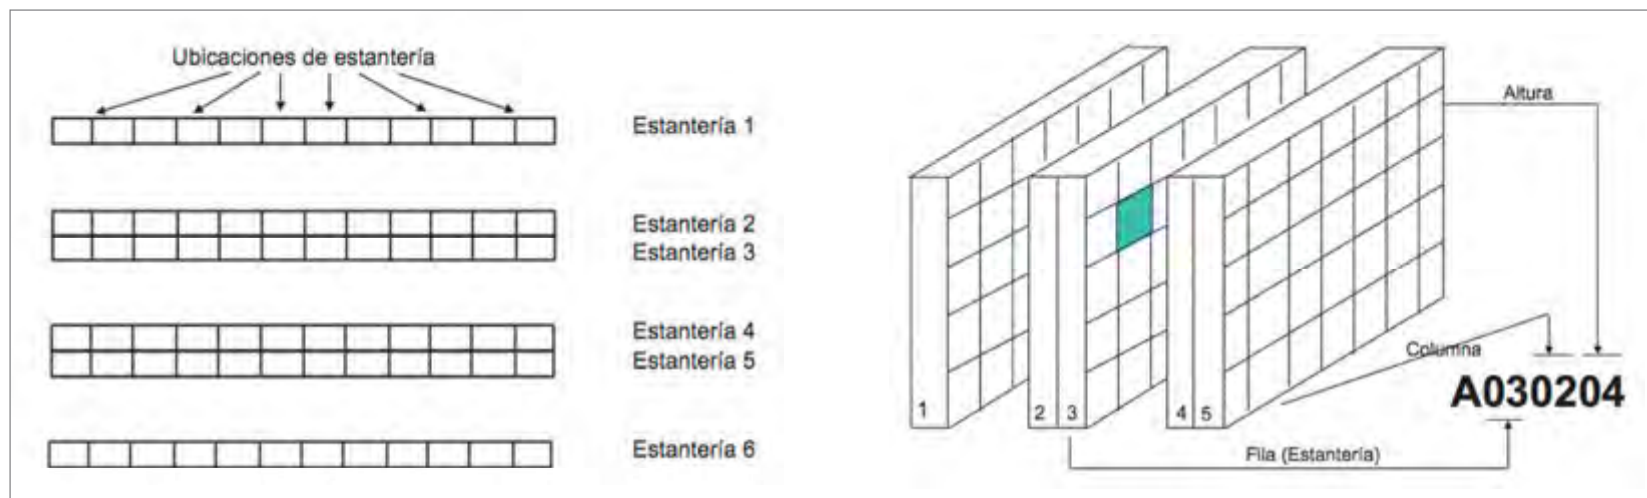 Ubicaciones de estantería
Estantería 1
Estantería 2
Estantería 3
Estantería 4
Estantería 5
Estantería 6
Altura
Columna
A030204
1
2 3
4 5
Fila (Estantería)